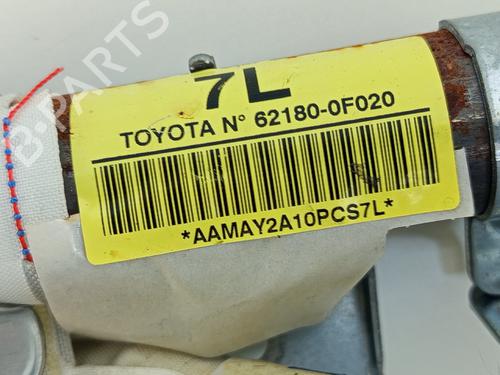 7L
TOYOTA N° 62180-0F020
*AAMAY2A10PCS7L*
B-PARTS